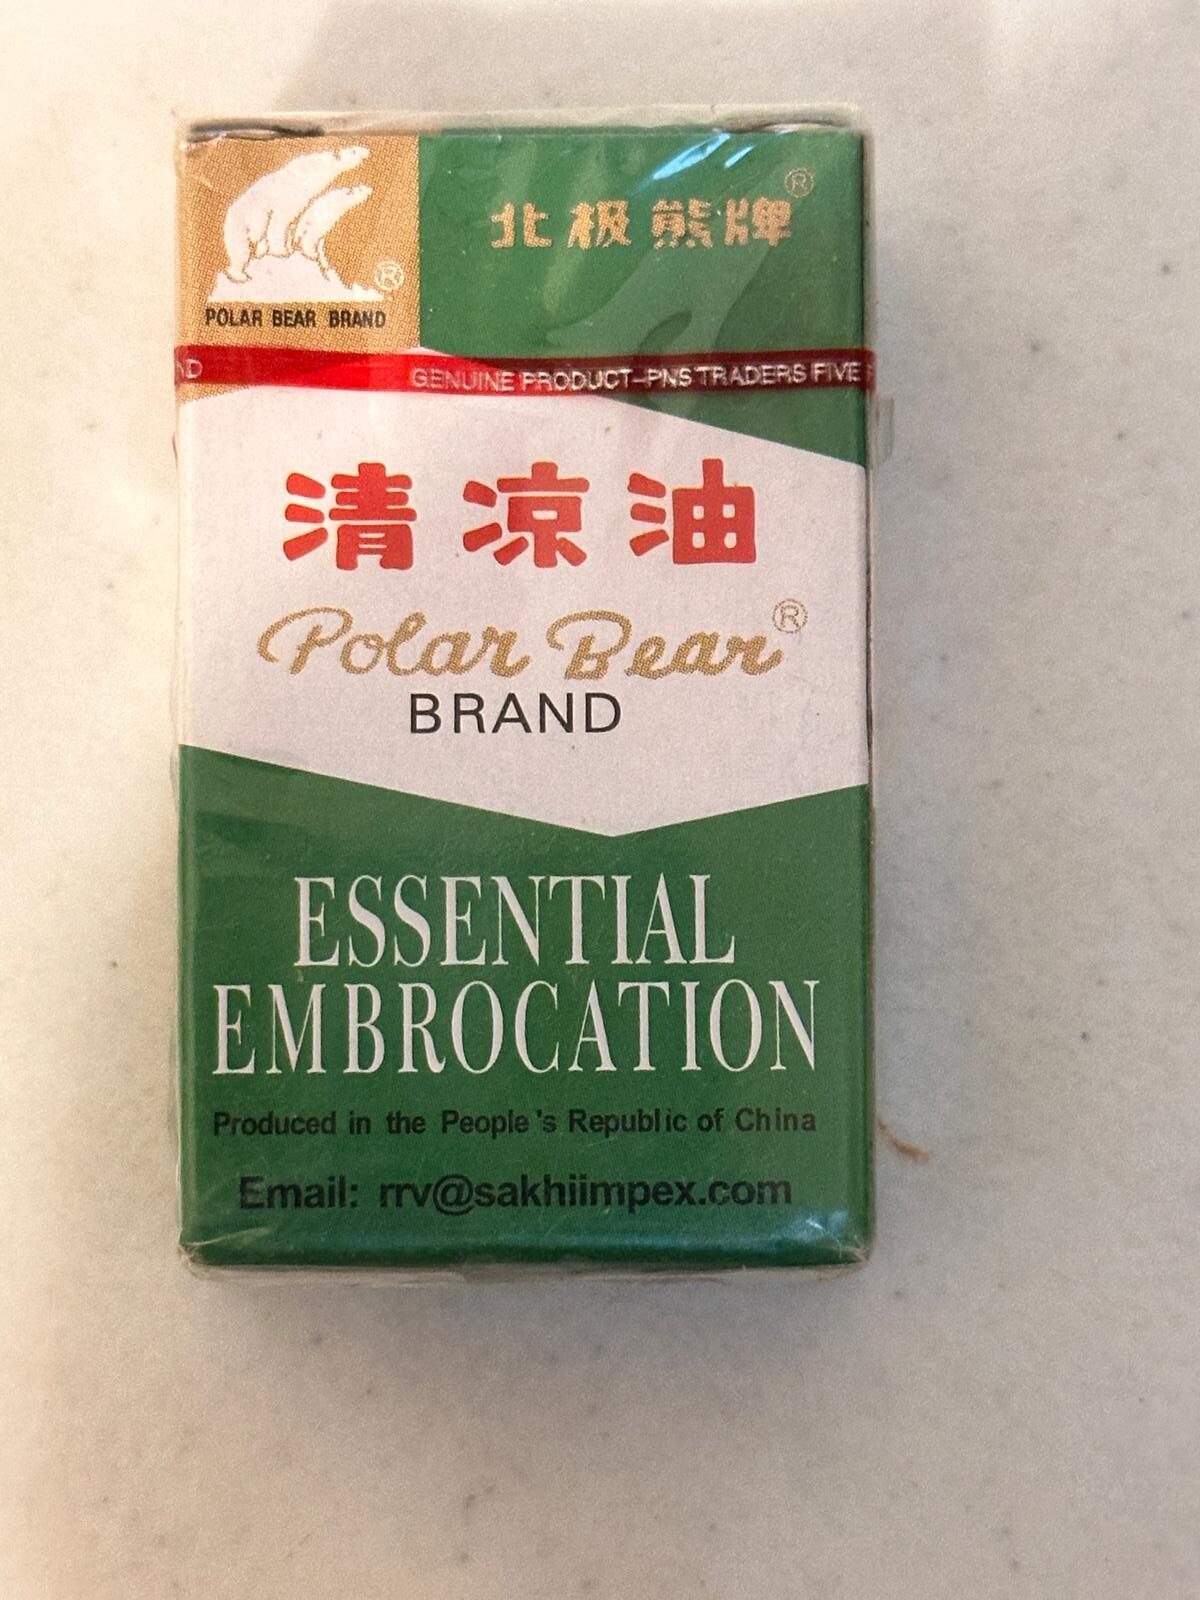 北极熊牌®
®
POLAR BEAR BRAND
GENUINE PRODUCT-PNS TRADERS FIVE
清凉油
Polar Bear®
BRAND
ESSENTIAL
EMBROCATION
Produced in the People's Republic of China
Email: rrv@sakhiimpex.com